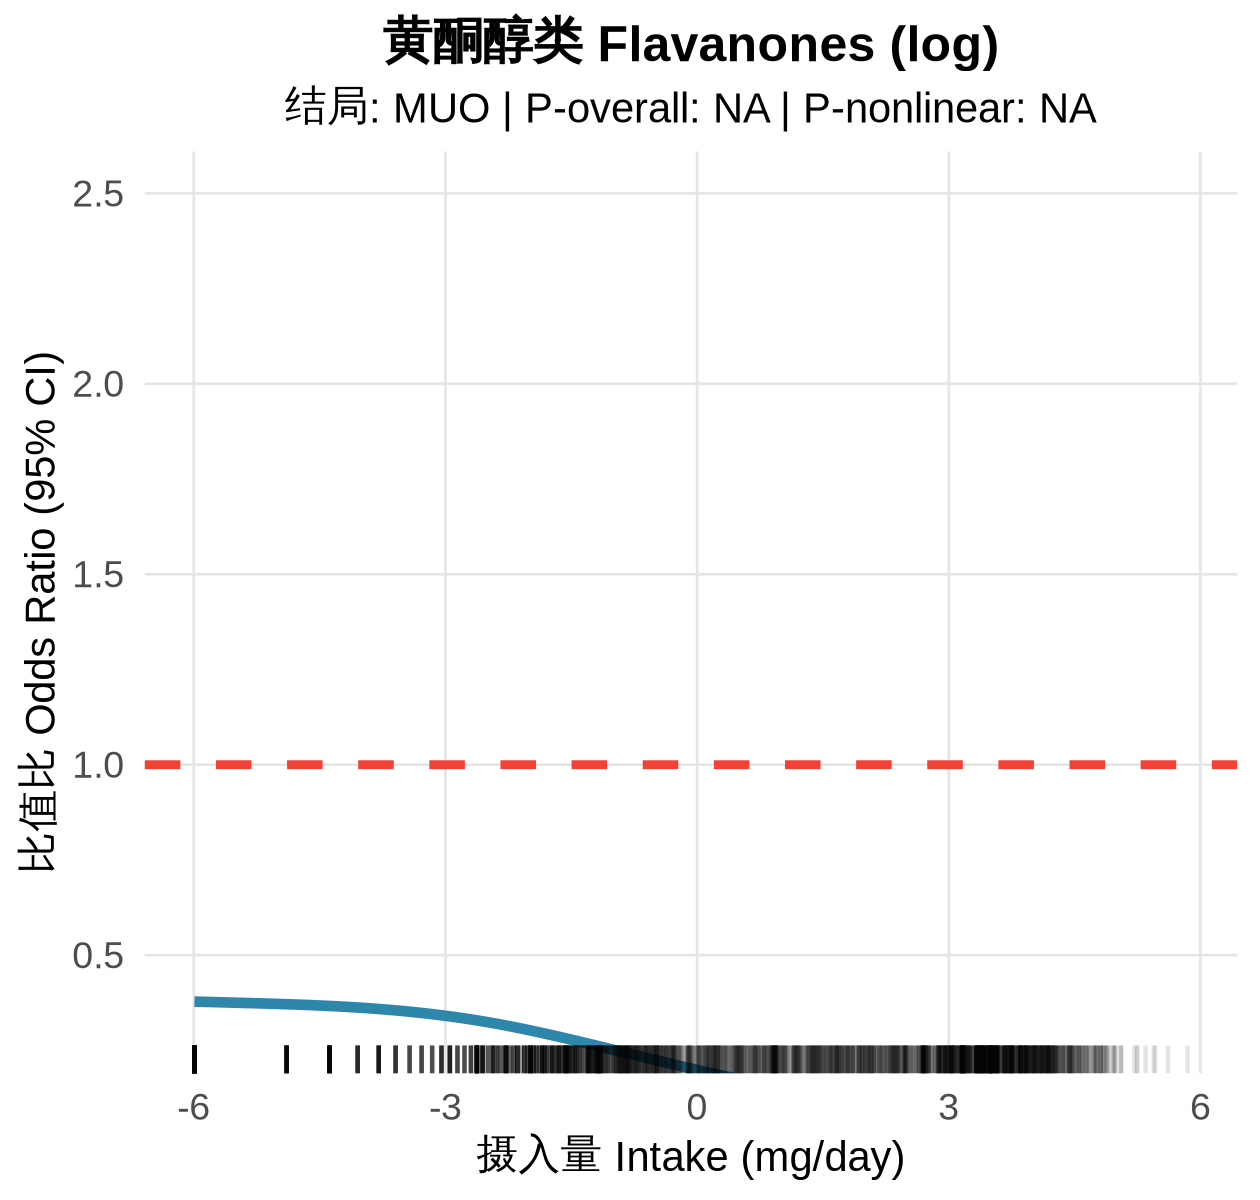 黄酮醇类 Flavanones (log)
结局: MUO | P-overall: NA | P-nonlinear: NA
比值比 Odds Ratio (95% CI)
2.5
2.0
1.5
1.0
0.5
-6 -3 0 3 6
摄入量 Intake (mg/day)